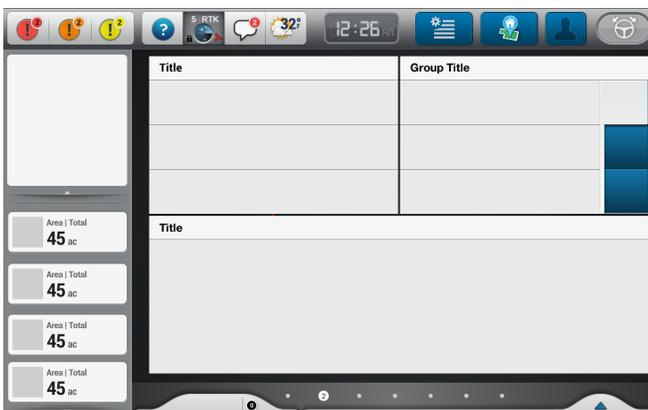 2 2 2
? 5 RTK 2 32°F 12:26 AM
Title
Group Title
Title
Area | Total
45 ac
Area | Total
45 ac
Area | Total
45 ac
Area | Total
45 ac
2
0